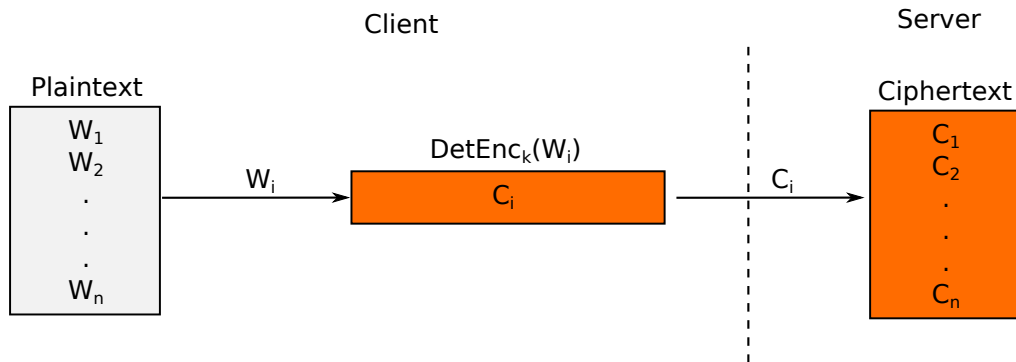 Client
Server
Plaintext
W1
W2
.
.
.
Wn
Wi
DetEnck(Wi)
Ci
Ci
Ciphertext
C1
C2
.
.
.
Cn